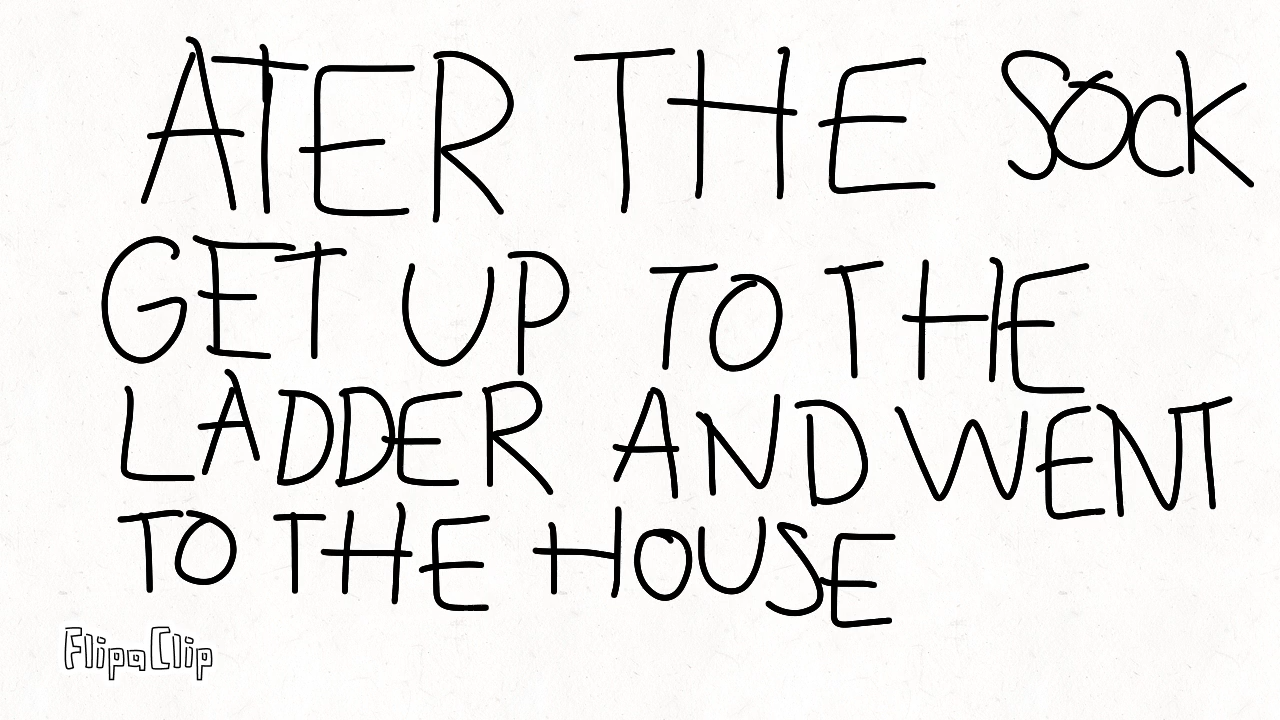 ATER THE SOCK
GET UP TO THE
LADDER AND WENT
TO THE HOUSE
FlipaClip